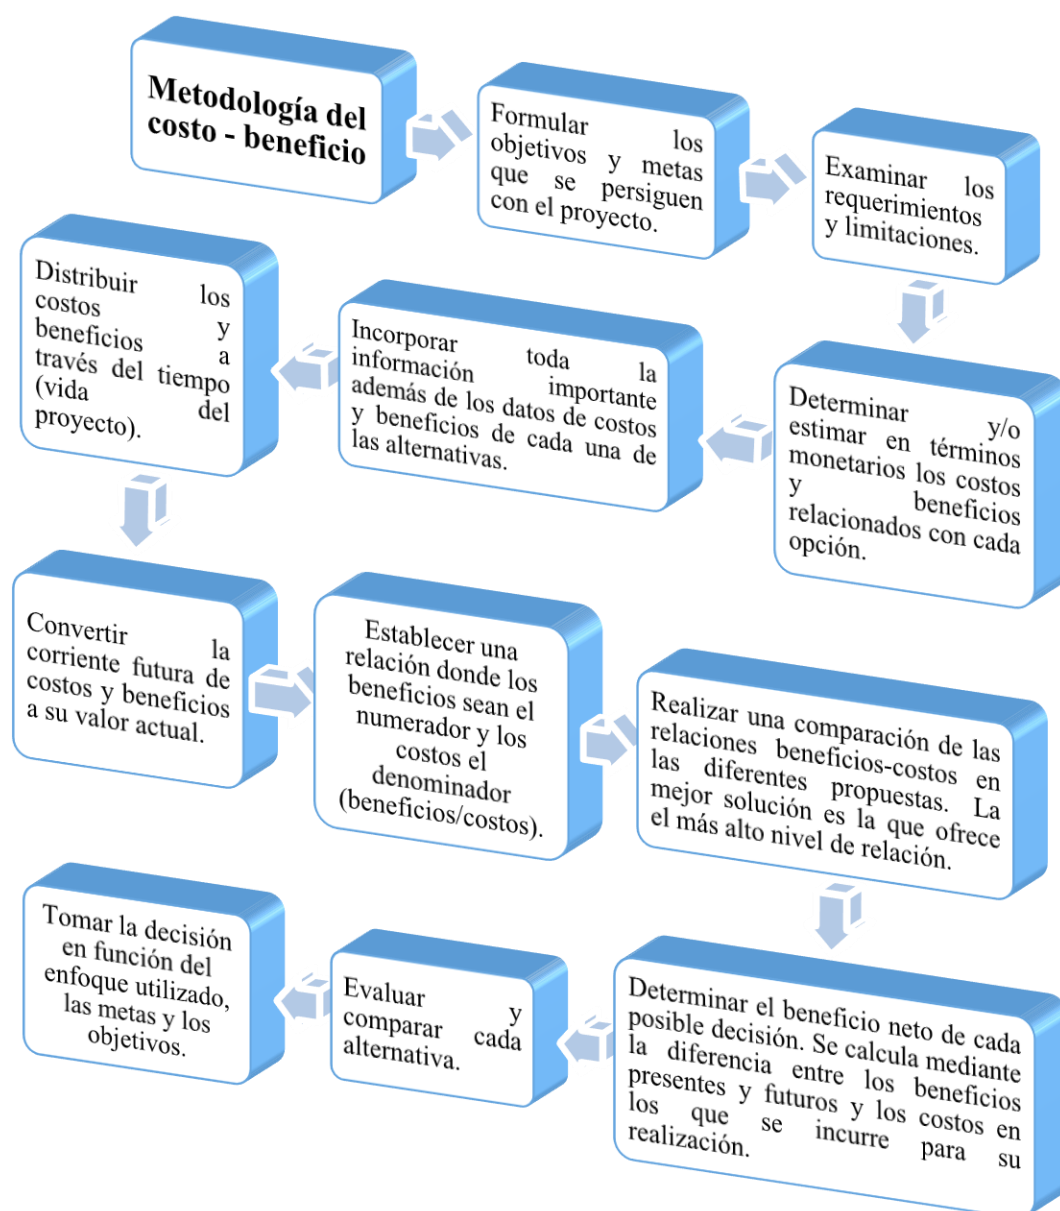 Metodología del
costo - beneficio
Formular los
objetivos y metas
que se persiguen
con el proyecto.
Examinar los
requerimientos
y limitaciones.
Determinar y/o
estimar en términos
monetarios los costos
y beneficios
relacionados con cada
opción.
Incorporar toda la
información importante
además de los datos de costos
y beneficios de cada una de
las alternativas.
Distribuir los
costos y
beneficios a
través del tiempo
(vida del
proyecto).
Convertir la
corriente futura de
costos y beneficios
a su valor actual.
Establecer una
relación donde los
beneficios sean el
numerador y los
costos el
denominador
(beneficios/costos).
Realizar una comparación de las
relaciones beneficios-costos en
las diferentes propuestas. La
mejor solución es la que ofrece
el más alto nivel de relación.
Determinar el beneficio neto de cada
posible decisión. Se calcula mediante
la diferencia entre los beneficios
presentes y futuros y los costos en
los que se incurre para su
realización.
Evaluar y
comparar cada
alternativa.
Tomar la decisión
en función del
enfoque utilizado,
las metas y los
objetivos.